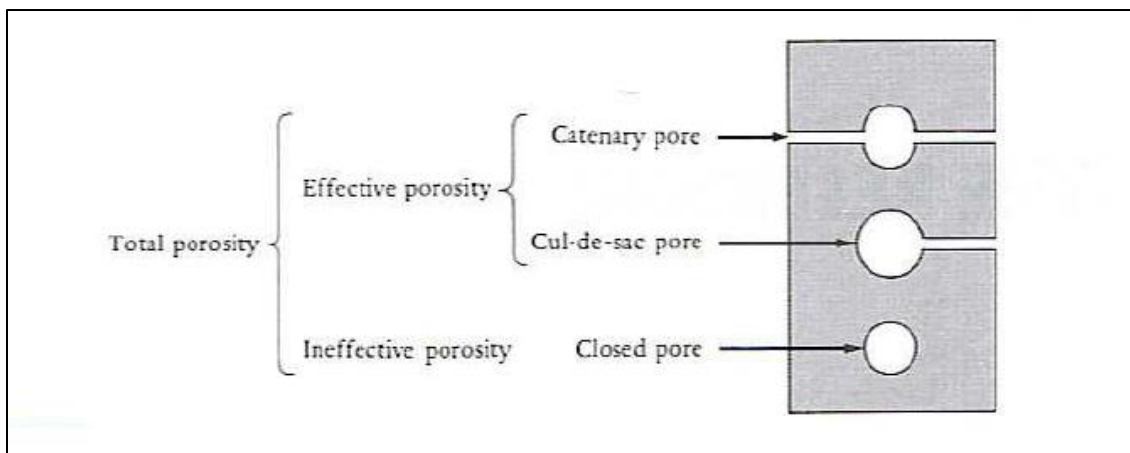 Catenary pore
Effective porosity
Total porosity
Cul-de-sac pore
Ineffective porosity
Closed pore